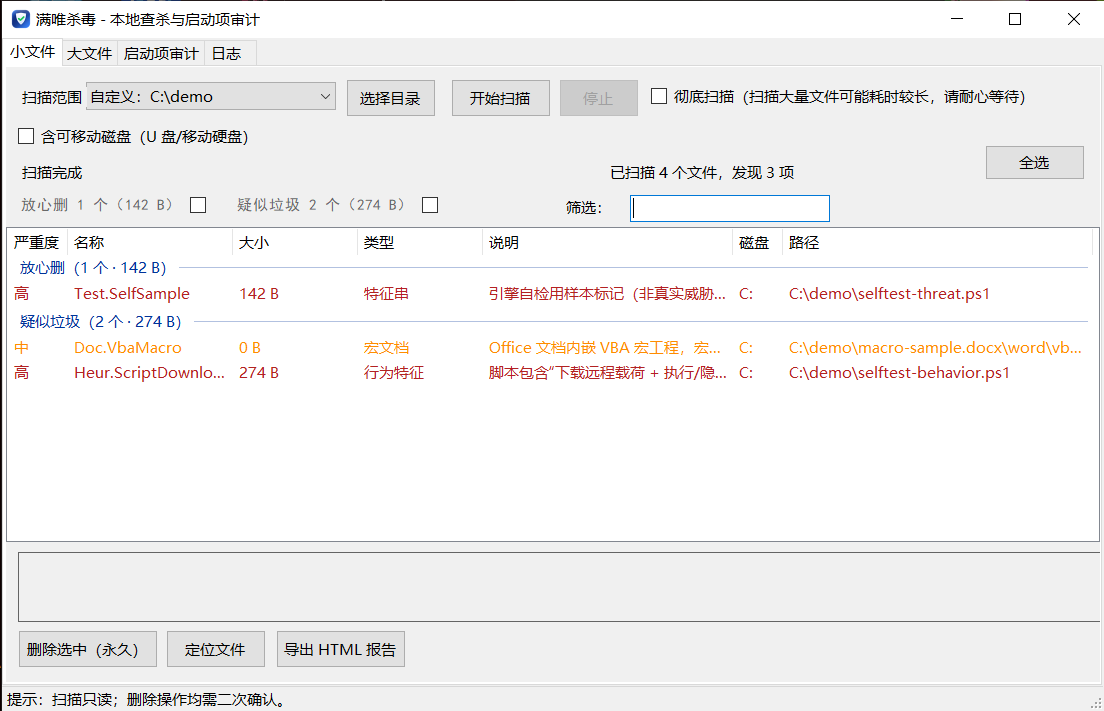 满唯杀毒 - 本地查杀与启动项审计
小文件 大文件 启动项审计 日志
扫描范围 自定义：C:\demo 选择目录 开始扫描 停止 彻底扫描（扫描大量文件可能耗时较长，请耐心等待）
含可移动磁盘（U 盘/移动硬盘）
扫描完成 已扫描 4 个文件，发现 3 项 全选
放心删 1 个（142 B） 疑似垃圾 2 个（274 B） 筛选：
严重度 名称 大小 类型 说明 磁盘 路径
放心删（1 个 · 142 B）
高 Test.SelfSample 142 B 特征串 引擎自检用样本标记（非真实威胁... C: C:\demo\selftest-threat.ps1
疑似垃圾（2 个 · 274 B）
中 Doc.VbaMacro 0 B 宏文档 Office 文档内嵌 VBA 宏工程，宏... C: C:\demo\macro-sample.docx\word\vb...
高 Heur.ScriptDownlo... 274 B 行为特征 脚本包含“下载远程载荷 + 执行/隐... C: C:\demo\selftest-behavior.ps1
删除选中（永久） 定位文件 导出 HTML 报告
提示：扫描只读；删除操作均需二次确认。